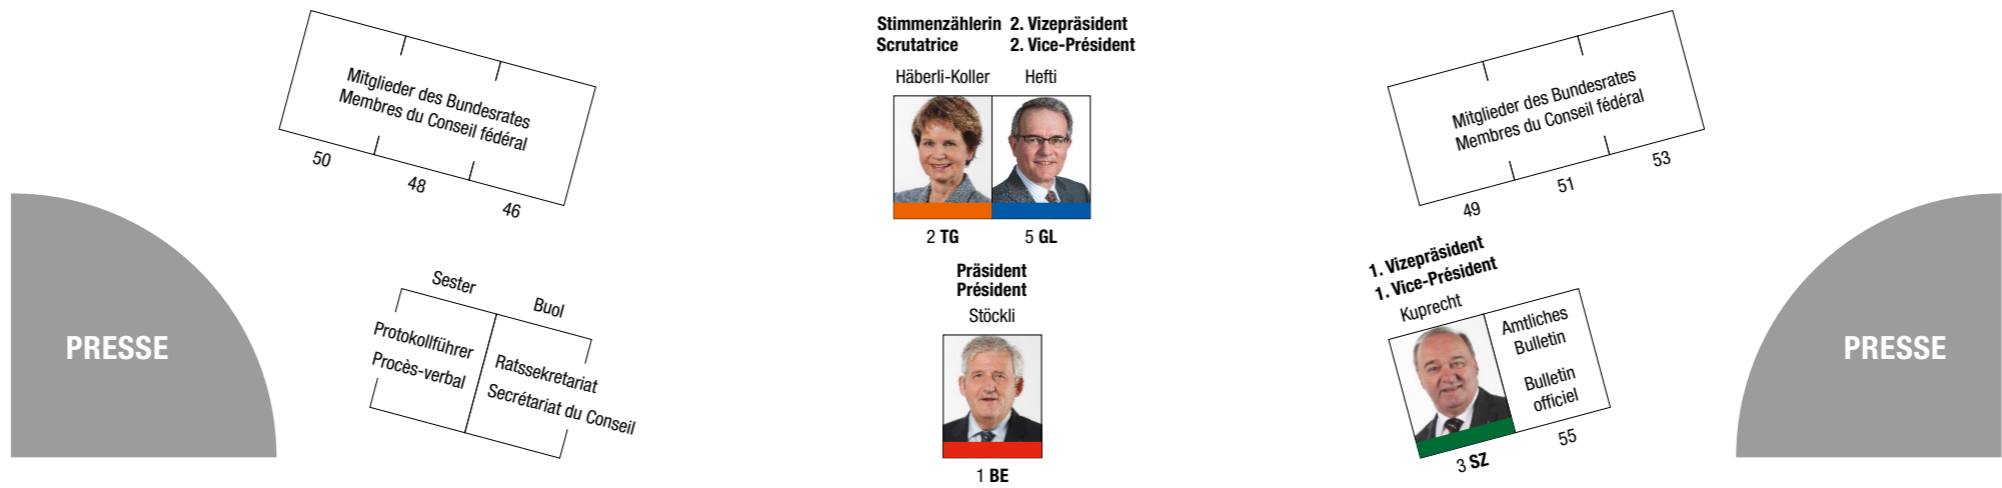 Mitglieder des Bundesrates
Membres du Conseil fédéral
50
48
46
Stimmenzählerin
Scrutatrice
Häberli-Koller
2 TG
2. Vizepräsident
2. Vice-Président
Hefti
5 GL
Mitglieder des Bundesrates
Membres du Conseil fédéral
49
51
53
PRESSE
Sester
Protokollführer
Procès-verbal
Buol
Ratssekretariat
Secrétariat du Conseil
Präsident
Président
Stöckli
1 BE
1. Vizepräsident
1. Vice-Président
Kuprecht
3 SZ
Amtliches
Bulletin
Bulletin
officiel
55
PRESSE